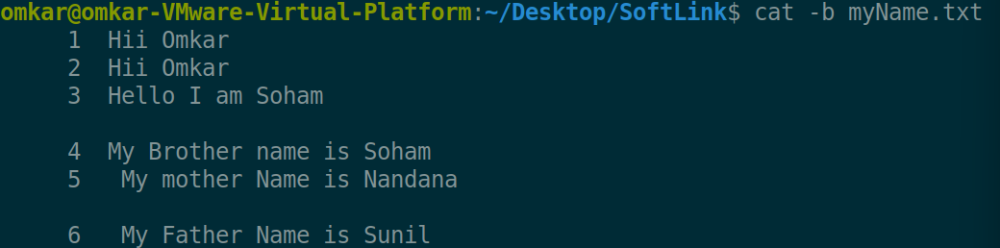 omkar@omkar-VMware-Virtual-Platform:~/Desktop/SoftLink$ cat -b myName.txt
     1  Hii Omkar
     2  Hii Omkar
     3  Hello I am Soham

     4  My Brother name is Soham
     5   My mother Name is Nandana

     6   My Father Name is Sunil